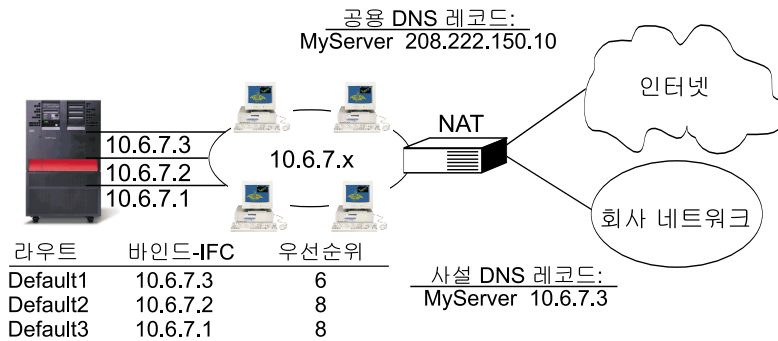 공용 DNS 레코드:
MyServer 208.222.150.10
인터넷
NAT
10.6.7.3
10.6.7.2
10.6.7.1
10.6.7.x
회사 네트워크
라우트 바인드-IFC 우선순위
Default1 10.6.7.3 6
Default2 10.6.7.2 8
Default3 10.6.7.1 8
사설 DNS 레코드:
MyServer 10.6.7.3